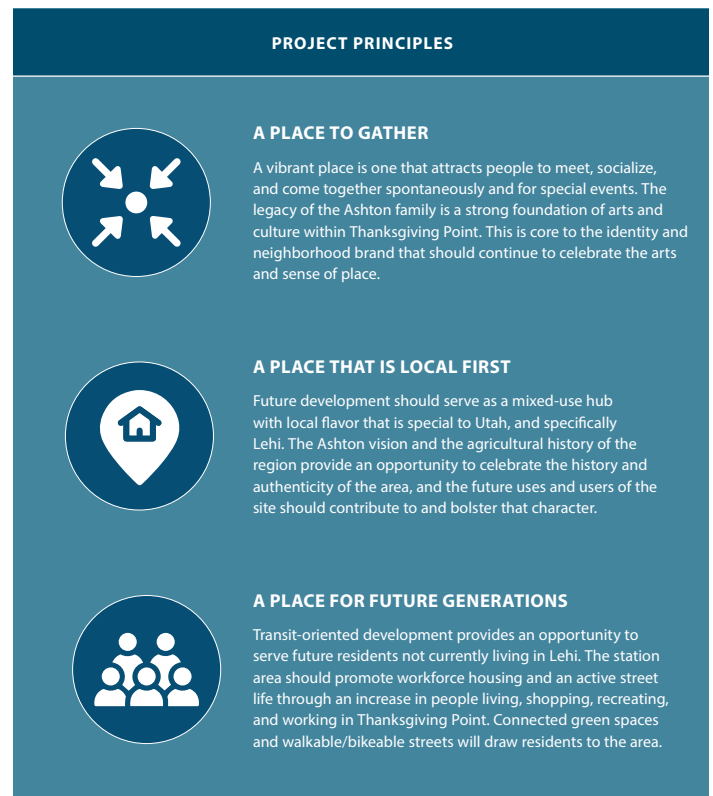 PROJECT PRINCIPLES
A PLACE TO GATHER
A vibrant place is one that attracts people to meet, socialize,
and come together spontaneously and for special events. The
legacy of the Ashton family is a strong foundation of arts and
culture within Thanksgiving Point. This is core to the identity and
neighborhood brand that should continue to celebrate the arts
and sense of place.
A PLACE THAT IS LOCAL FIRST
Future development should serve as a mixed-use hub
with local flavor that is special to Utah, and specifically
Lehi. The Ashton vision and the agricultural history of the
region provide an opportunity to celebrate the history and
authenticity of the area, and the future uses and users of the
site should contribute to and bolster that character.
A PLACE FOR FUTURE GENERATIONS
Transit-oriented development provides an opportunity to
serve future residents not currently living in Lehi. The station
area should promote workforce housing and an active street
life through an increase in people living, shopping, recreating,
and working in Thanksgiving Point. Connected green spaces
and walkable/bikeable streets will draw residents to the area.